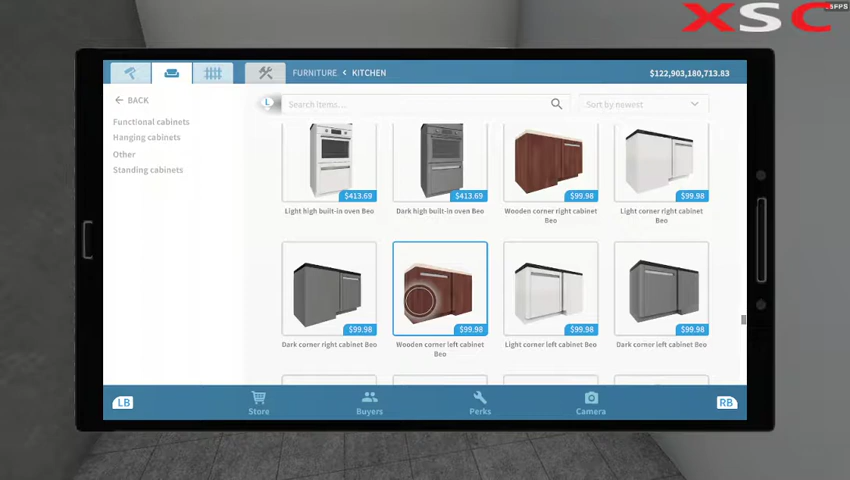 XSC
FURNITURE. < KITCHEN
$122,903,180,713.83
BACK
L
Search items....
Sort by newest
Functional cabinets
Hanging cabinets
Other
Standing cabinets
$413.69
$413.69
$99.98
$99.98
Light high built-in oven Beo
Dark high built-in oven Beo
Wooden corner right cabinet Beo
Light corner right cabinet Beo
$99.98
$99.98
$99.98
$99.98
Dark corner right cabinet Beo
Wooden corner left cabinet Beo
Light corner left cabinet Beo
Dark corner left cabinet Beo
LB
Store
Buyers
Perks
Camera
RB